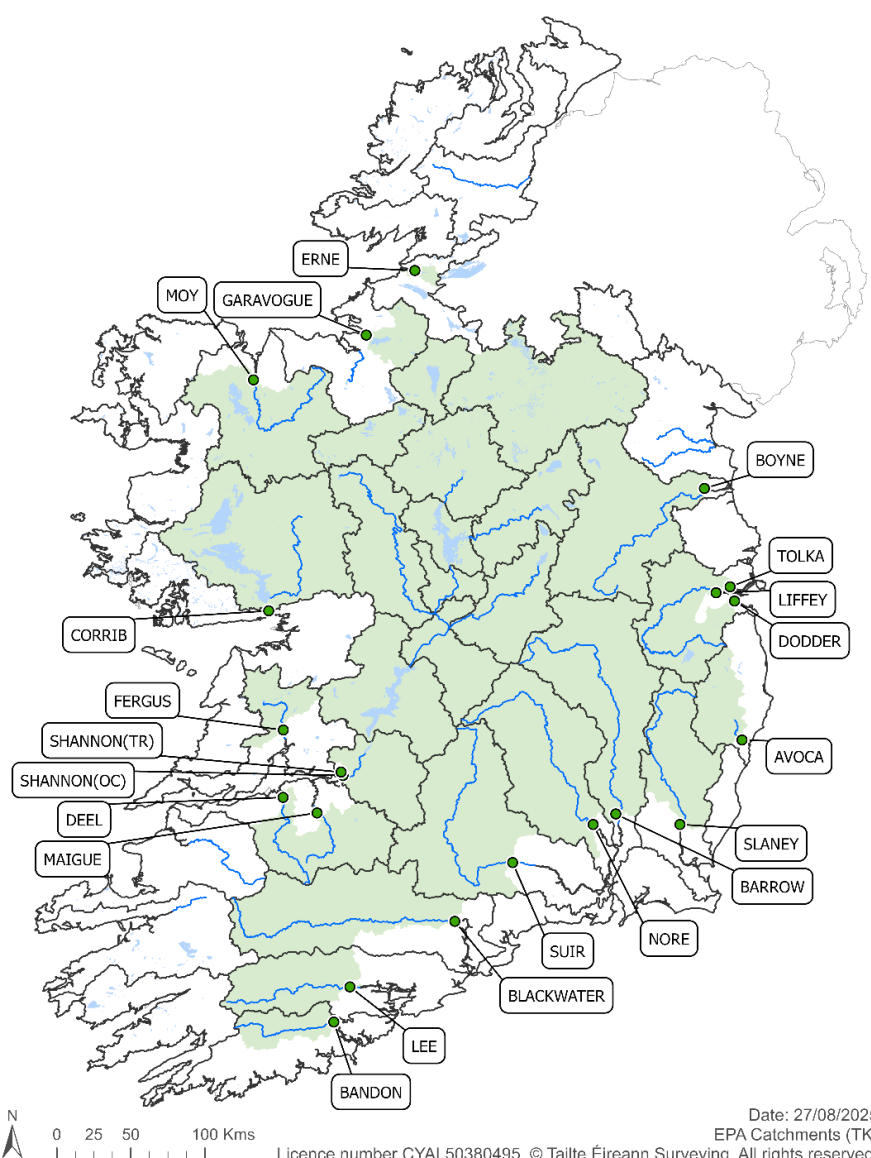 ERNE
MOY
GARAVOGUE
BOYNE
TOLKA
LIFFEY
CORRIB
DODDER
FERGUS
SHANNON(TR)
AVOCA
SHANNON(OC)
DEEL
SLANEY
MAIGUE
BARROW
NORE
SUIR
BLACKWATER
LEE
BANDON
N
Date: 27/08/2025
0 25 50 100 Kms
EPA Catchments (TK
Licence number CYAL50380495. © Tailte Éireann Surveying. All rights reserved